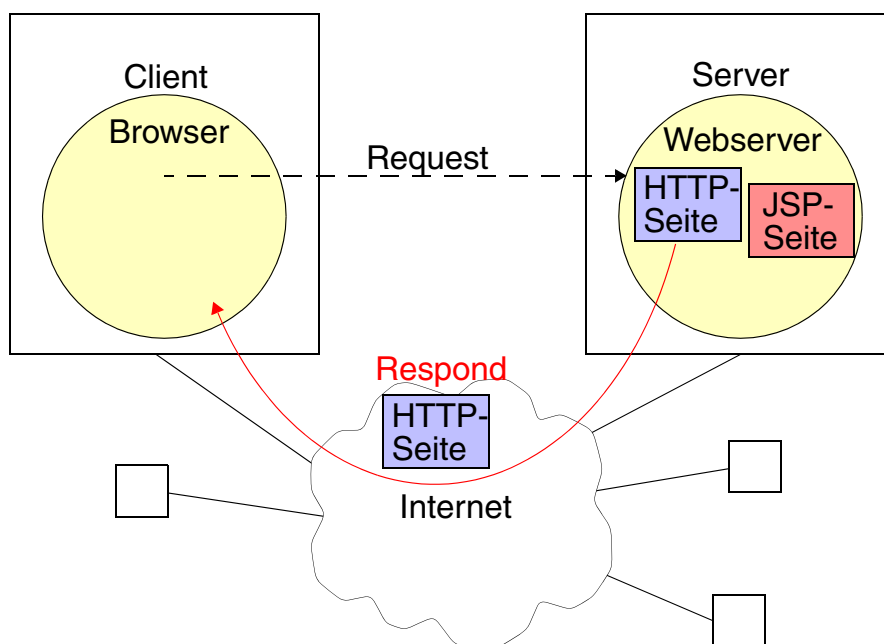 Client
Browser
Request
Server
Webserver
HTTP-
Seite
JSP-
Seite
Respond
HTTP-
Seite
Internet